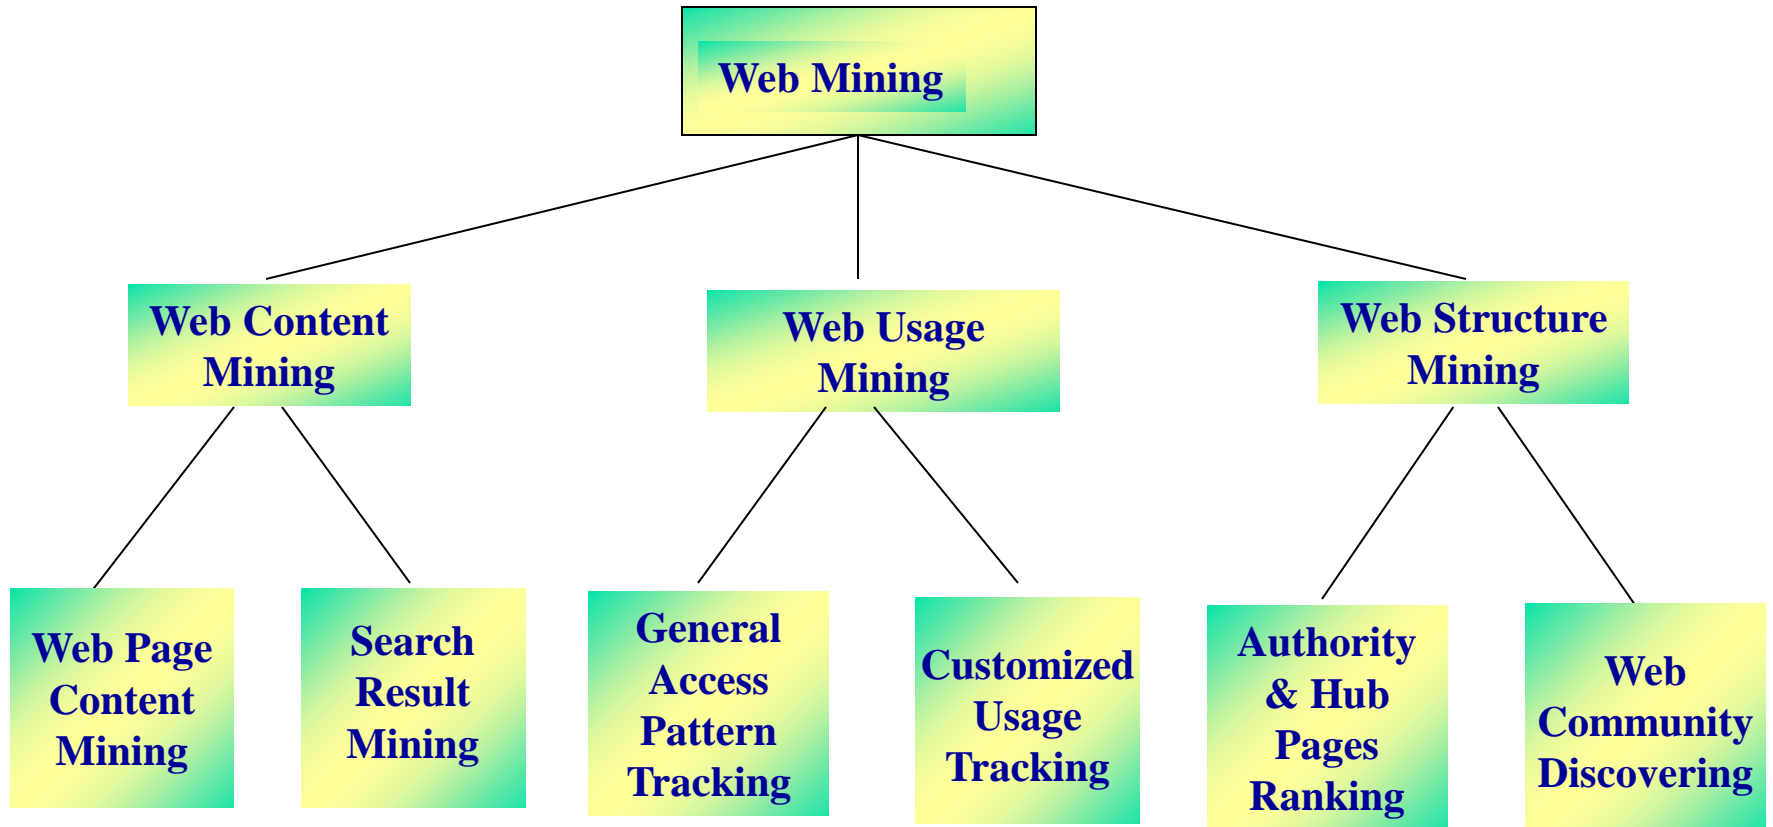 Web Mining
Web Content
Mining
Web Usage
Mining
Web Structure
Mining
Web Page
Content
Mining
Search
Result
Mining
General
Access
Pattern
Tracking
Customized
Usage
Tracking
Authority
& Hub
Pages
Ranking
Web
Community
Discovering